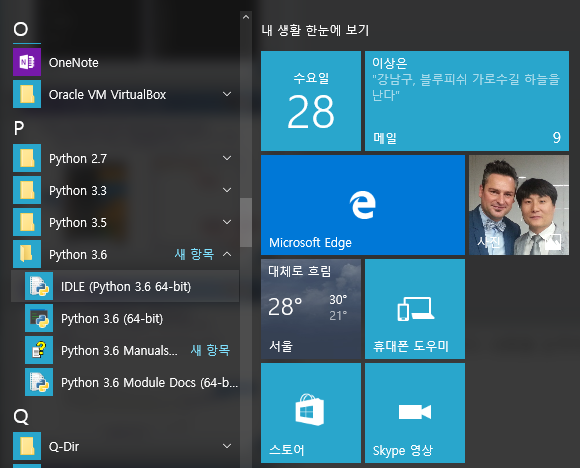 O
OneNote
Oracle VM VirtualBox
P
Python 2.7
Python 3.3
Python 3.5
Python 3.6 새 항목
IDLE (Python 3.6 64-bit)
Python 3.6 (64-bit)
Python 3.6 Manuals... 새 항목
Python 3.6 Module Docs (64-b...
Q
Q-Dir
내 생활 한눈에 보기
수요일
28
이상은
"강남구, 블루피쉬 가로수길 하늘을
난다"
메일 9
Microsoft Edge
사진
대체로 흐림
28° 30°
21°
서울
휴대폰 도우미
스토어
Skype 영상